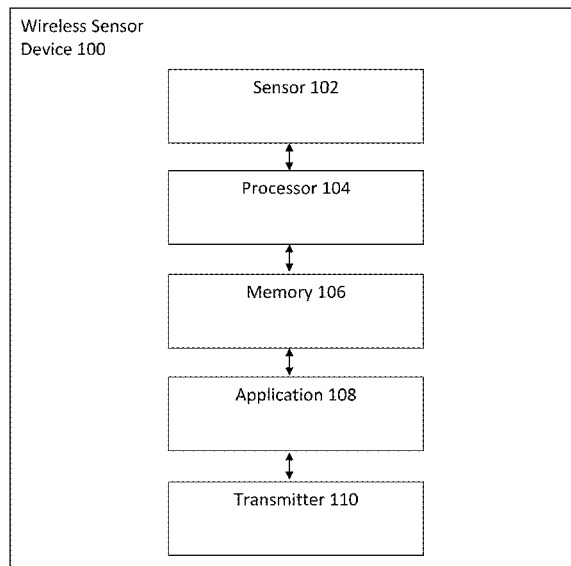 Wireless Sensor
Device 100
Sensor 102
Processor 104
Memory 106
Application 108
Transmitter 110